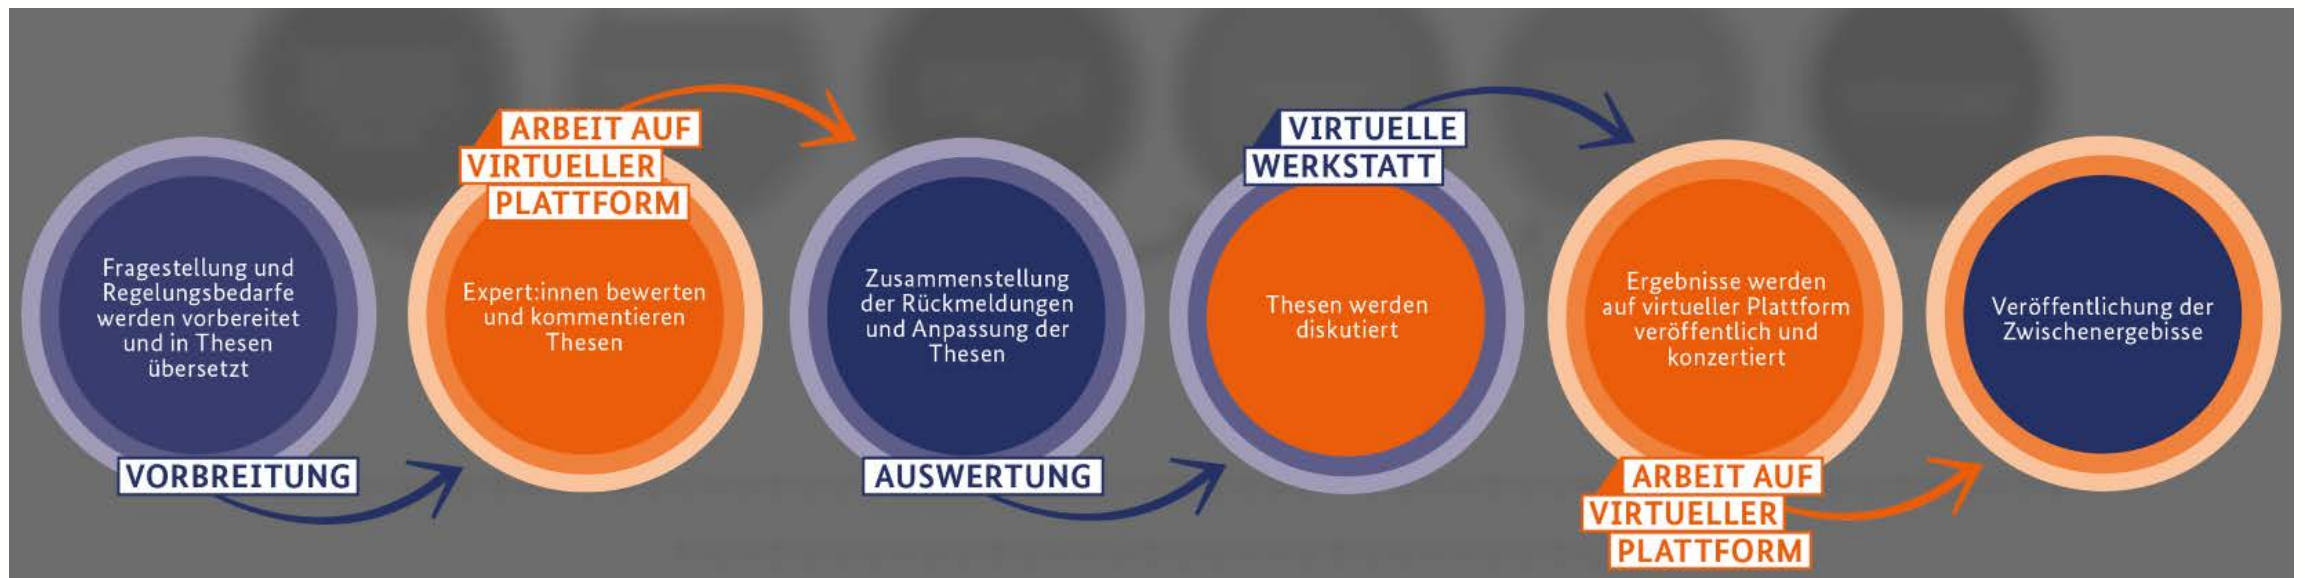 Fragestellung und
Regelungsbedarfe
werden vorbereitet
und in Thesen
übersetzt
VORBREITUNG
ARBEIT AUF
VIRTUELLER
PLATTFORM
Expert:innen bewerten
und kommentieren
Thesen
Zusammenstellung
der Rückmeldungen
und Anpassung der
Thesen
AUSWERTUNG
VIRTUELLE
WERKSTATT
Thesen werden
diskutiert
Ergebnisse werden
auf virtueller Plattform
veröffentlich und
konzertiert
ARBEIT AUF
VIRTUELLER
PLATTFORM
Veröffentlichung der
Zwischenergebisse